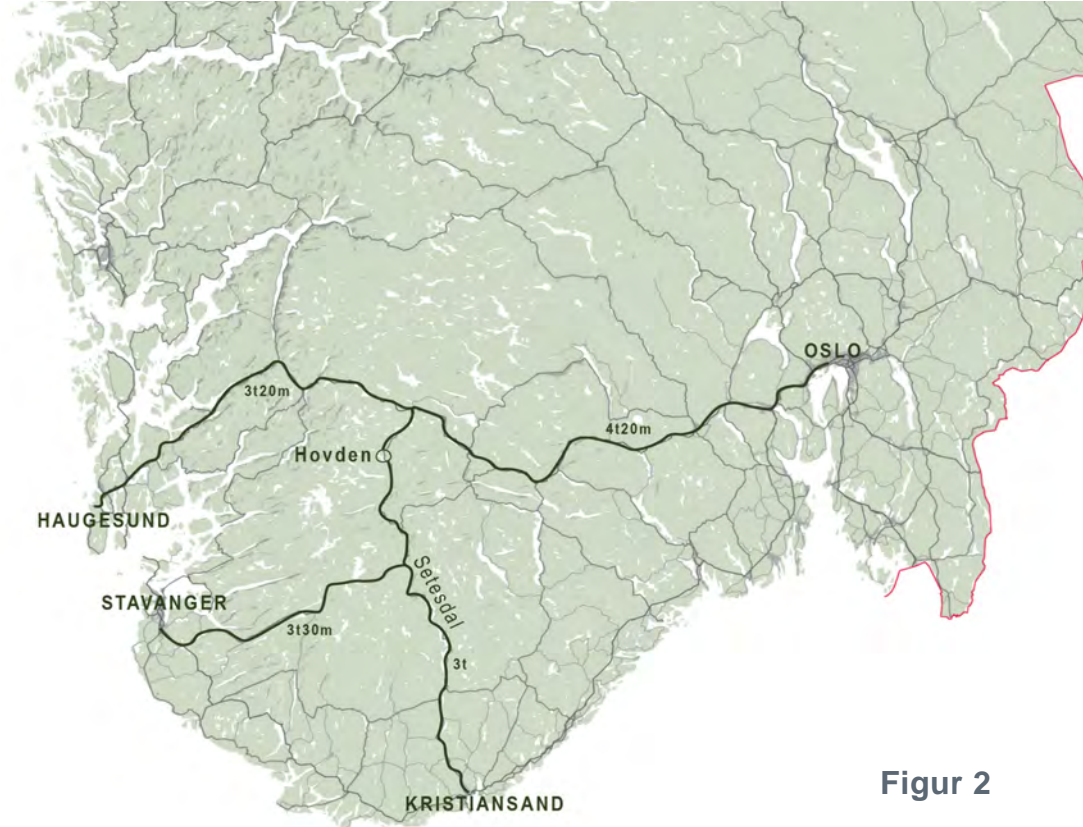 OSLO
3t20m
4t20m
Hovden
HAUGESUND
Setesdal
STAVANGER
3t30m
3t
Figur 2
KRISTIANSAND